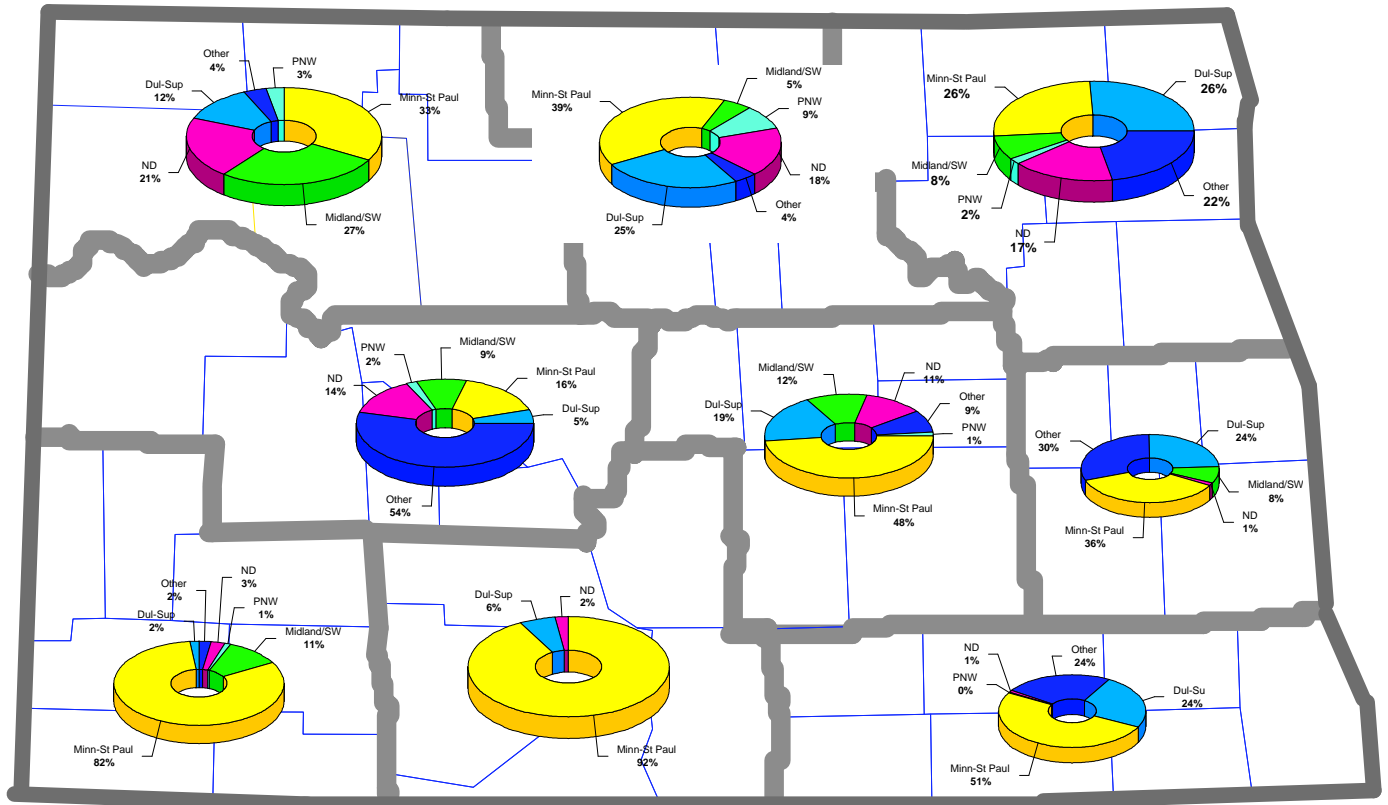 Other
4%
PNW
3%
Dul-Sup
12%
Minn-St Paul
33%
ND
21%
Midland/SW
27%
Midland/SW
5%
Minn-St Paul
39%
PNW
9%
ND
18%
Other
4%
Dul-Sup
25%
Minn-St Paul
26%
Dul-Sup
26%
Midland/SW
8%
Other
22%
PNW
2%
ND
17%
PNW
2%
Midland/SW
9%
ND
14%
Minn-St Paul
16%
Dul-Sup
5%
Other
54%
Midland/SW
12%
ND
11%
Dul-Sup
19%
Other
9%
PNW
1%
Minn-St Paul
48%
Other
30%
Dul-Sup
24%
Midland/SW
8%
ND
1%
Minn-St Paul
36%
Other
2%
ND
3%
Dul-Sup
2%
PNW
1%
Midland/SW
11%
Minn-St Paul
82%
Dul-Sup
6%
ND
2%
Minn-St Paul
92%
ND
1%
Other
24%
PNW
0%
Dul-Su
24%
Minn-St Paul
51%